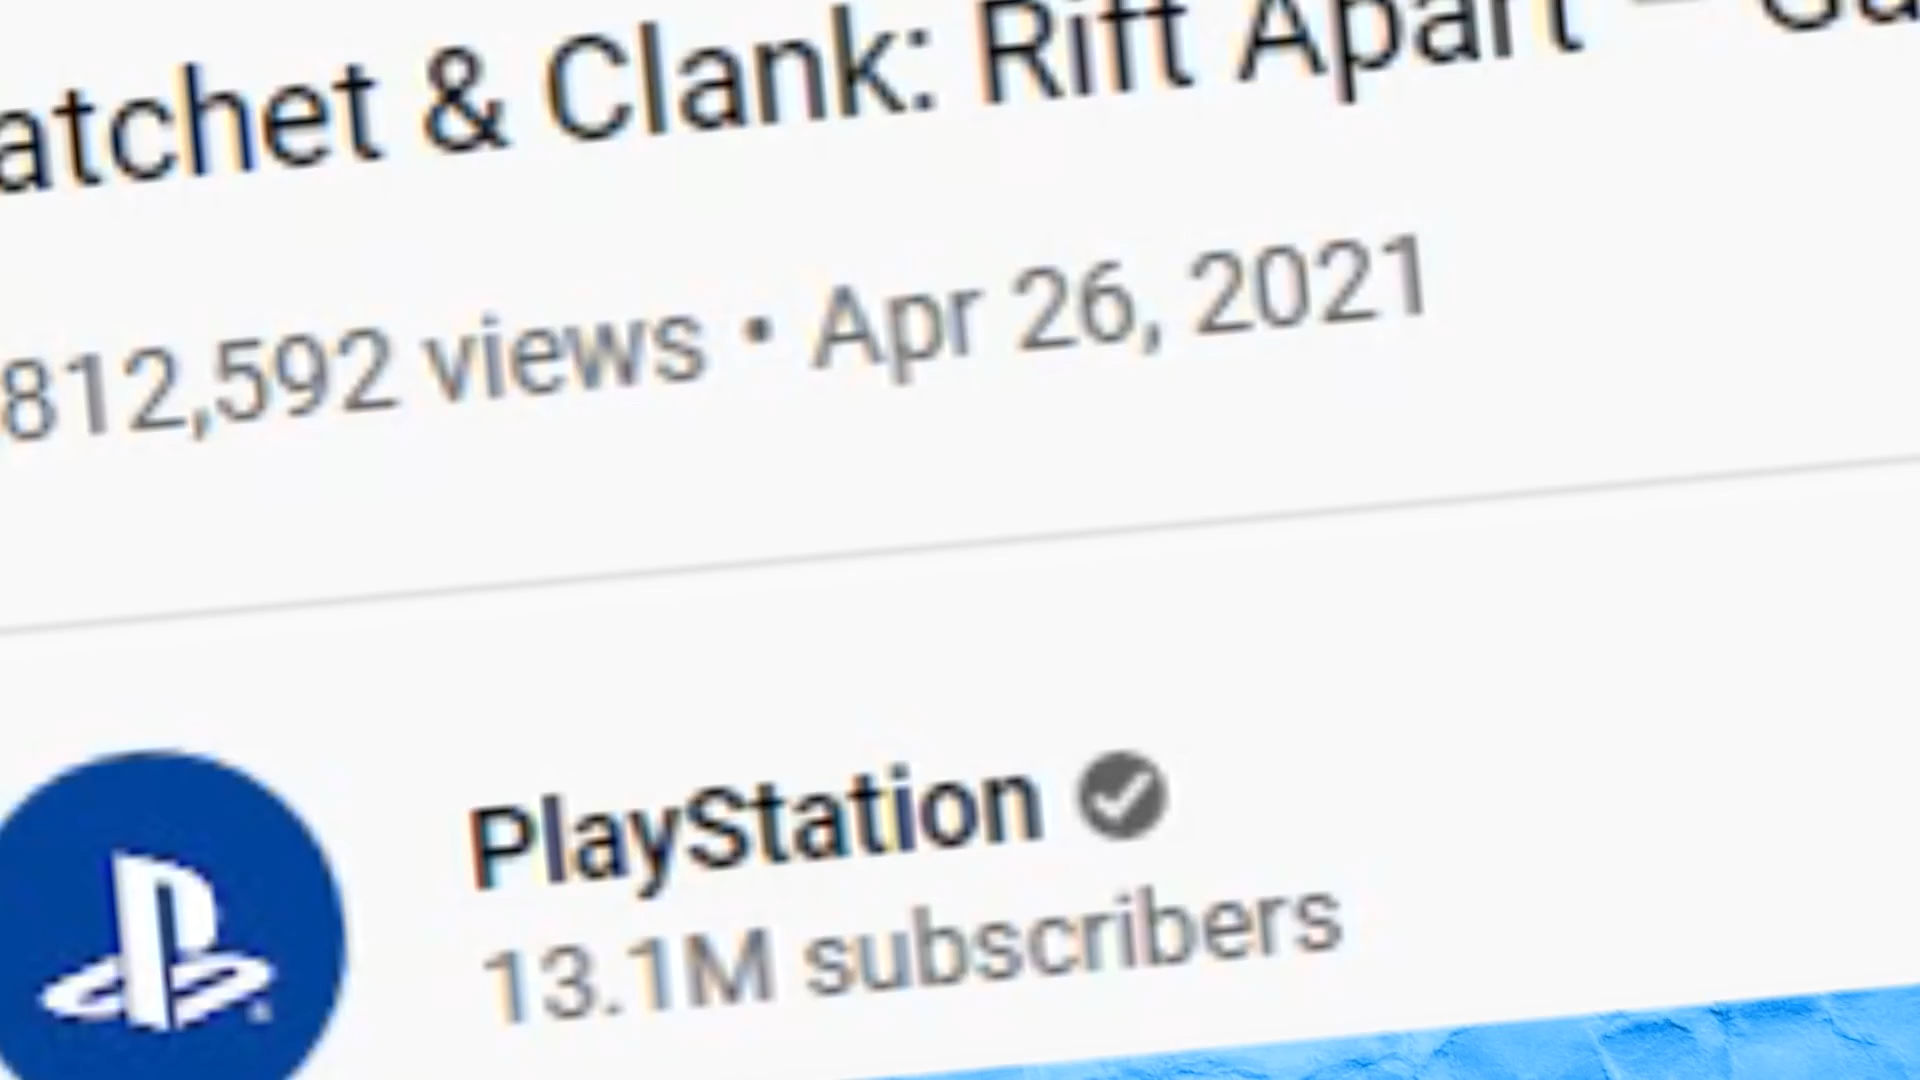 atchet & Clank: Rift Apart –
812,592 views • Apr 26, 2021
PlayStation
13.1M subscribers